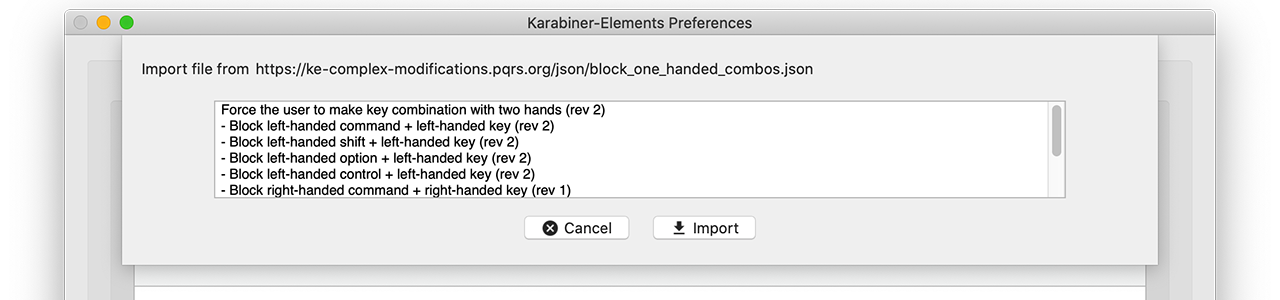 Karabiner-Elements Preferences
Import file from https://ke-complex-modifications.pqrs.org/json/block_one_handed_combos.json
Force the user to make key combination with two hands (rev 2)
- Block left-handed command + left-handed key (rev 2)
- Block left-handed shift + left-handed key (rev 2)
- Block left-handed option + left-handed key (rev 2)
- Block left-handed control + left-handed key (rev 2)
- Block right-handed command + right-handed key (rev 1)
Cancel Import